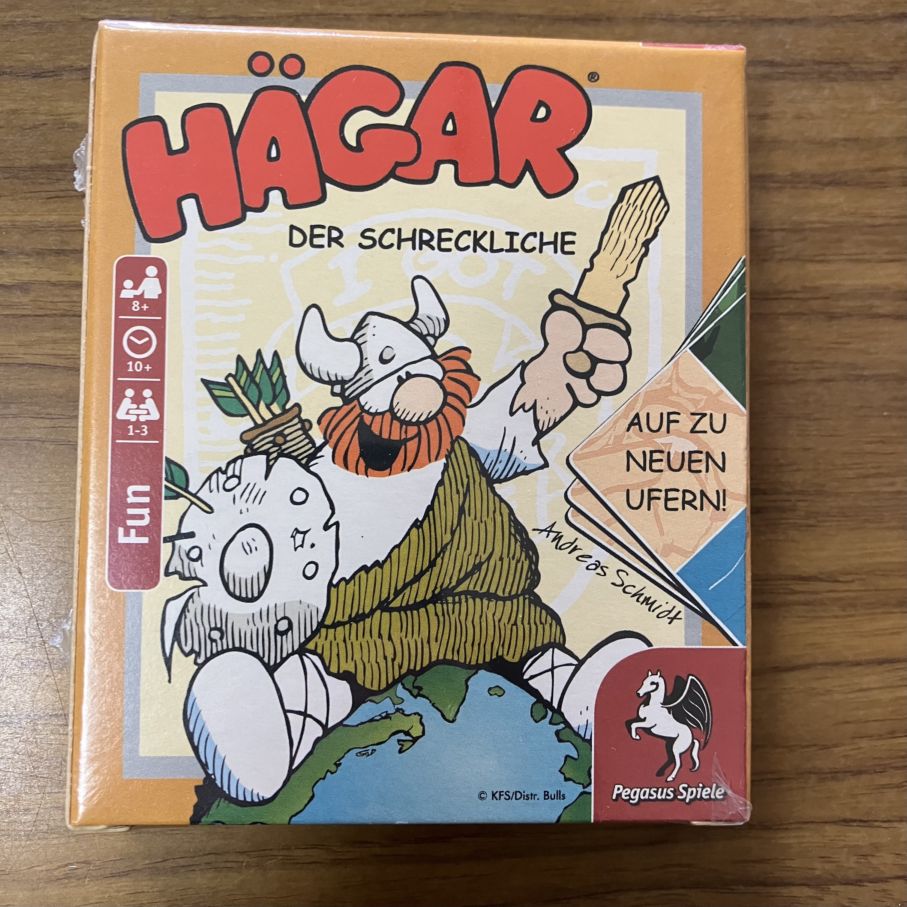 HÄGAR®
DER SCHRECKLICHE
8+
10+
1-3
Fun
AUF ZU
NEUEN
UFERN!
Andreas Schmidt
I GOT
© KFS/Distr. Bulls
Pegasus Spiele